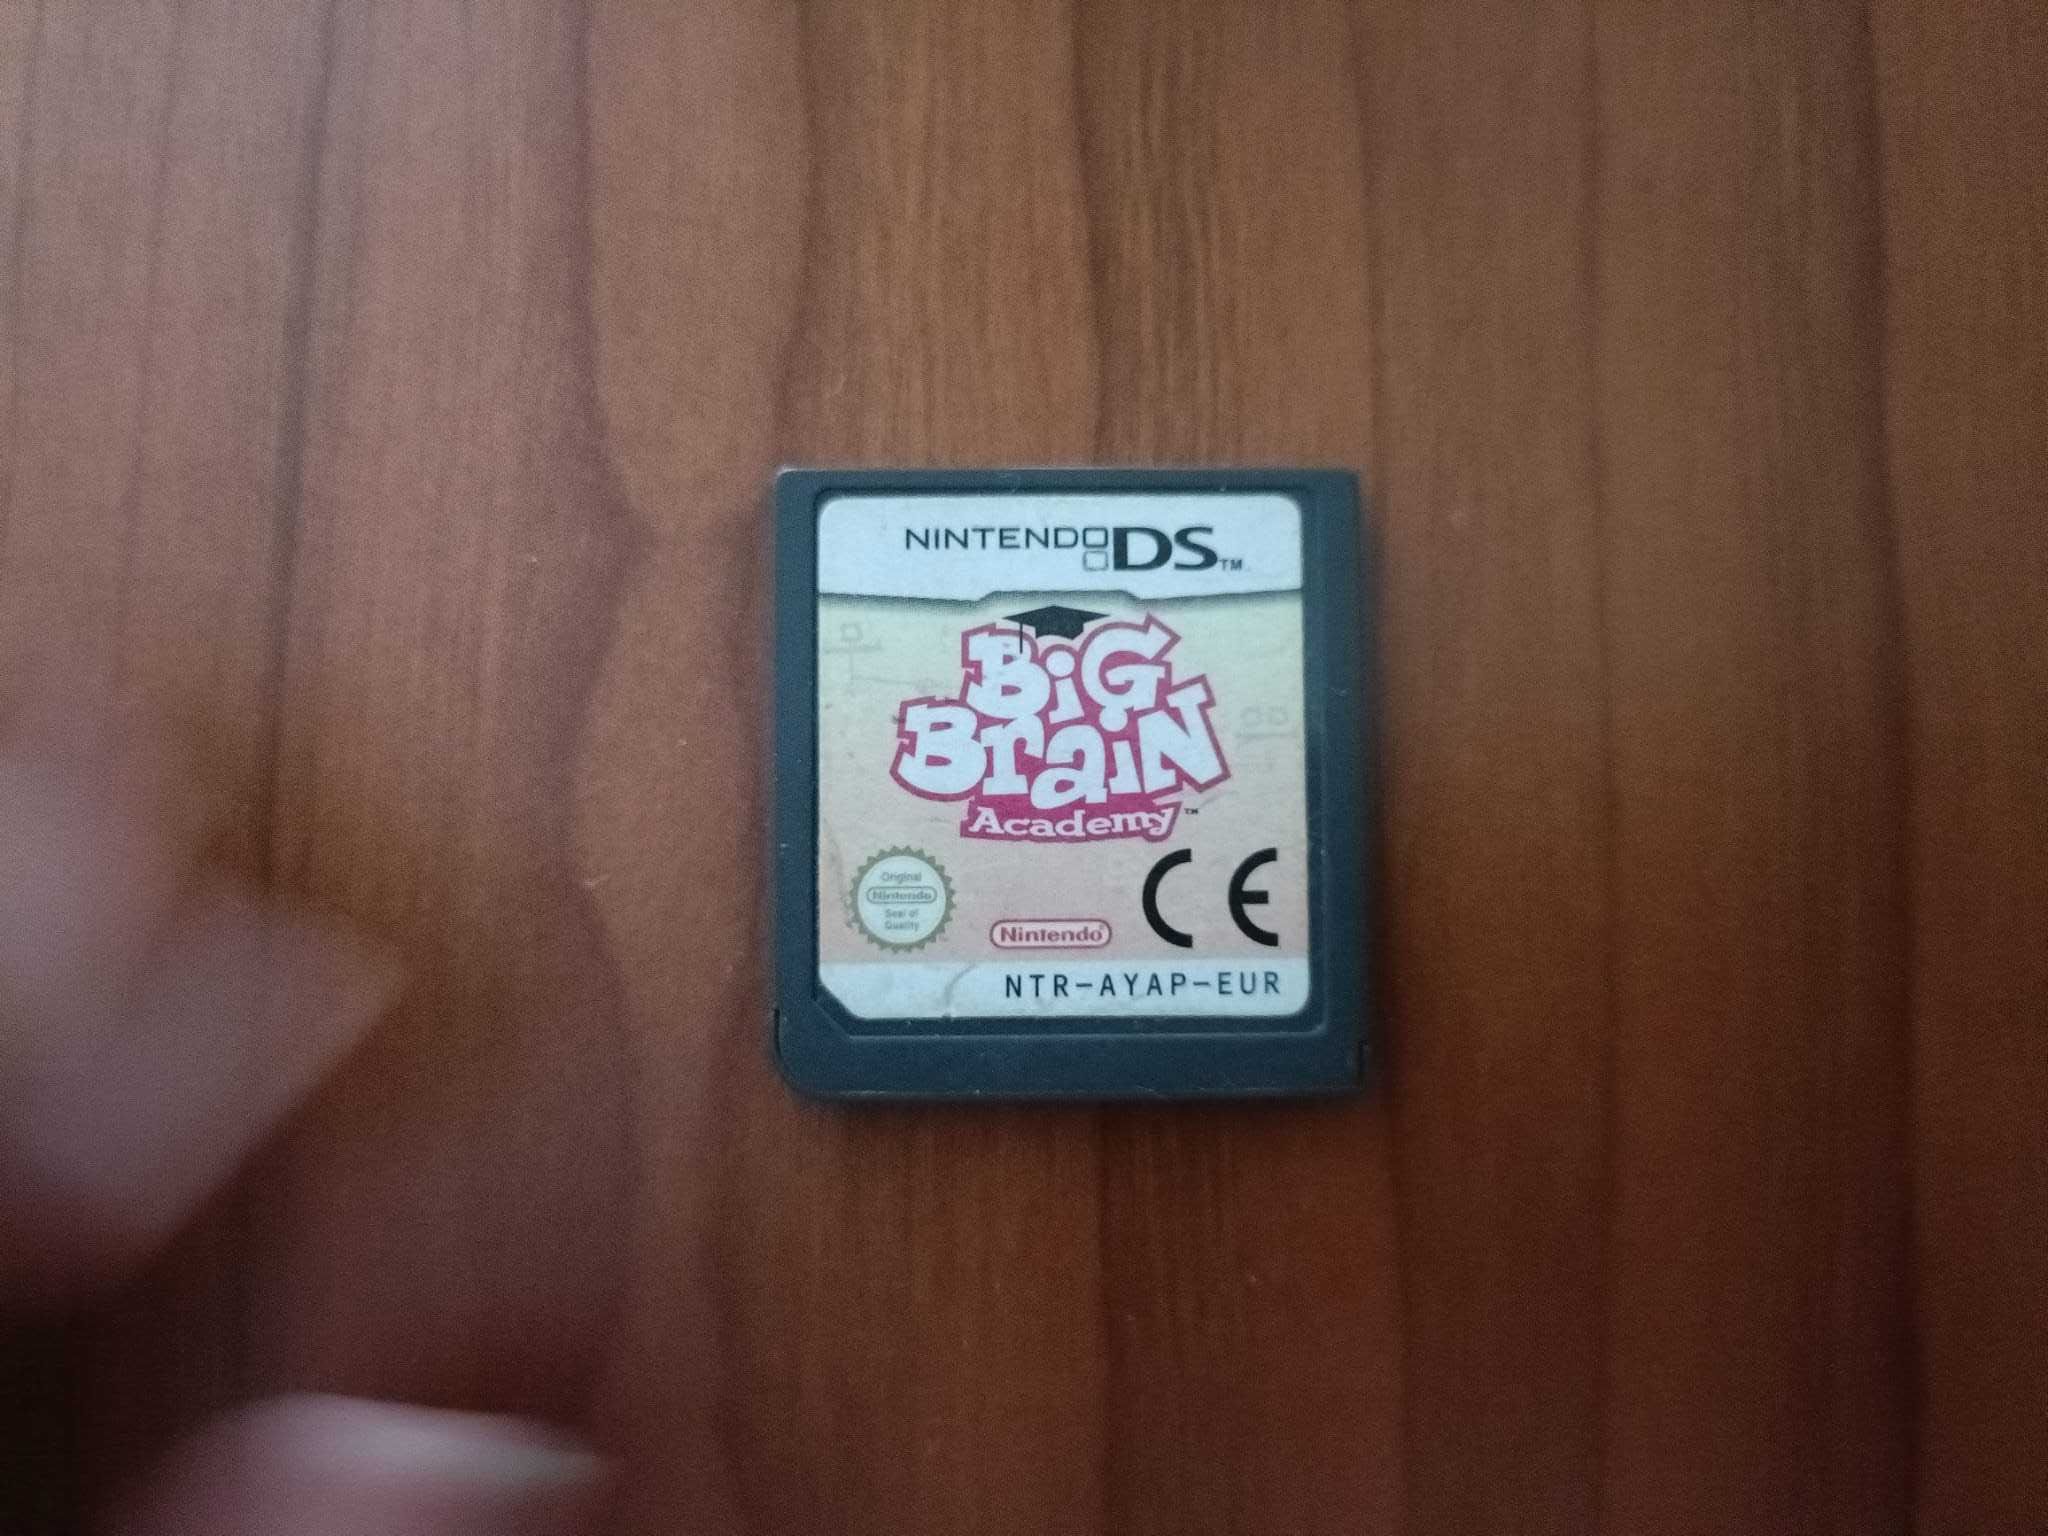 NINTENDO DS™
BiG
BraiN
Academy™
Original
Nintendo
Seal of
Quality
Nintendo®
CE
NTR-AYAP-EUR